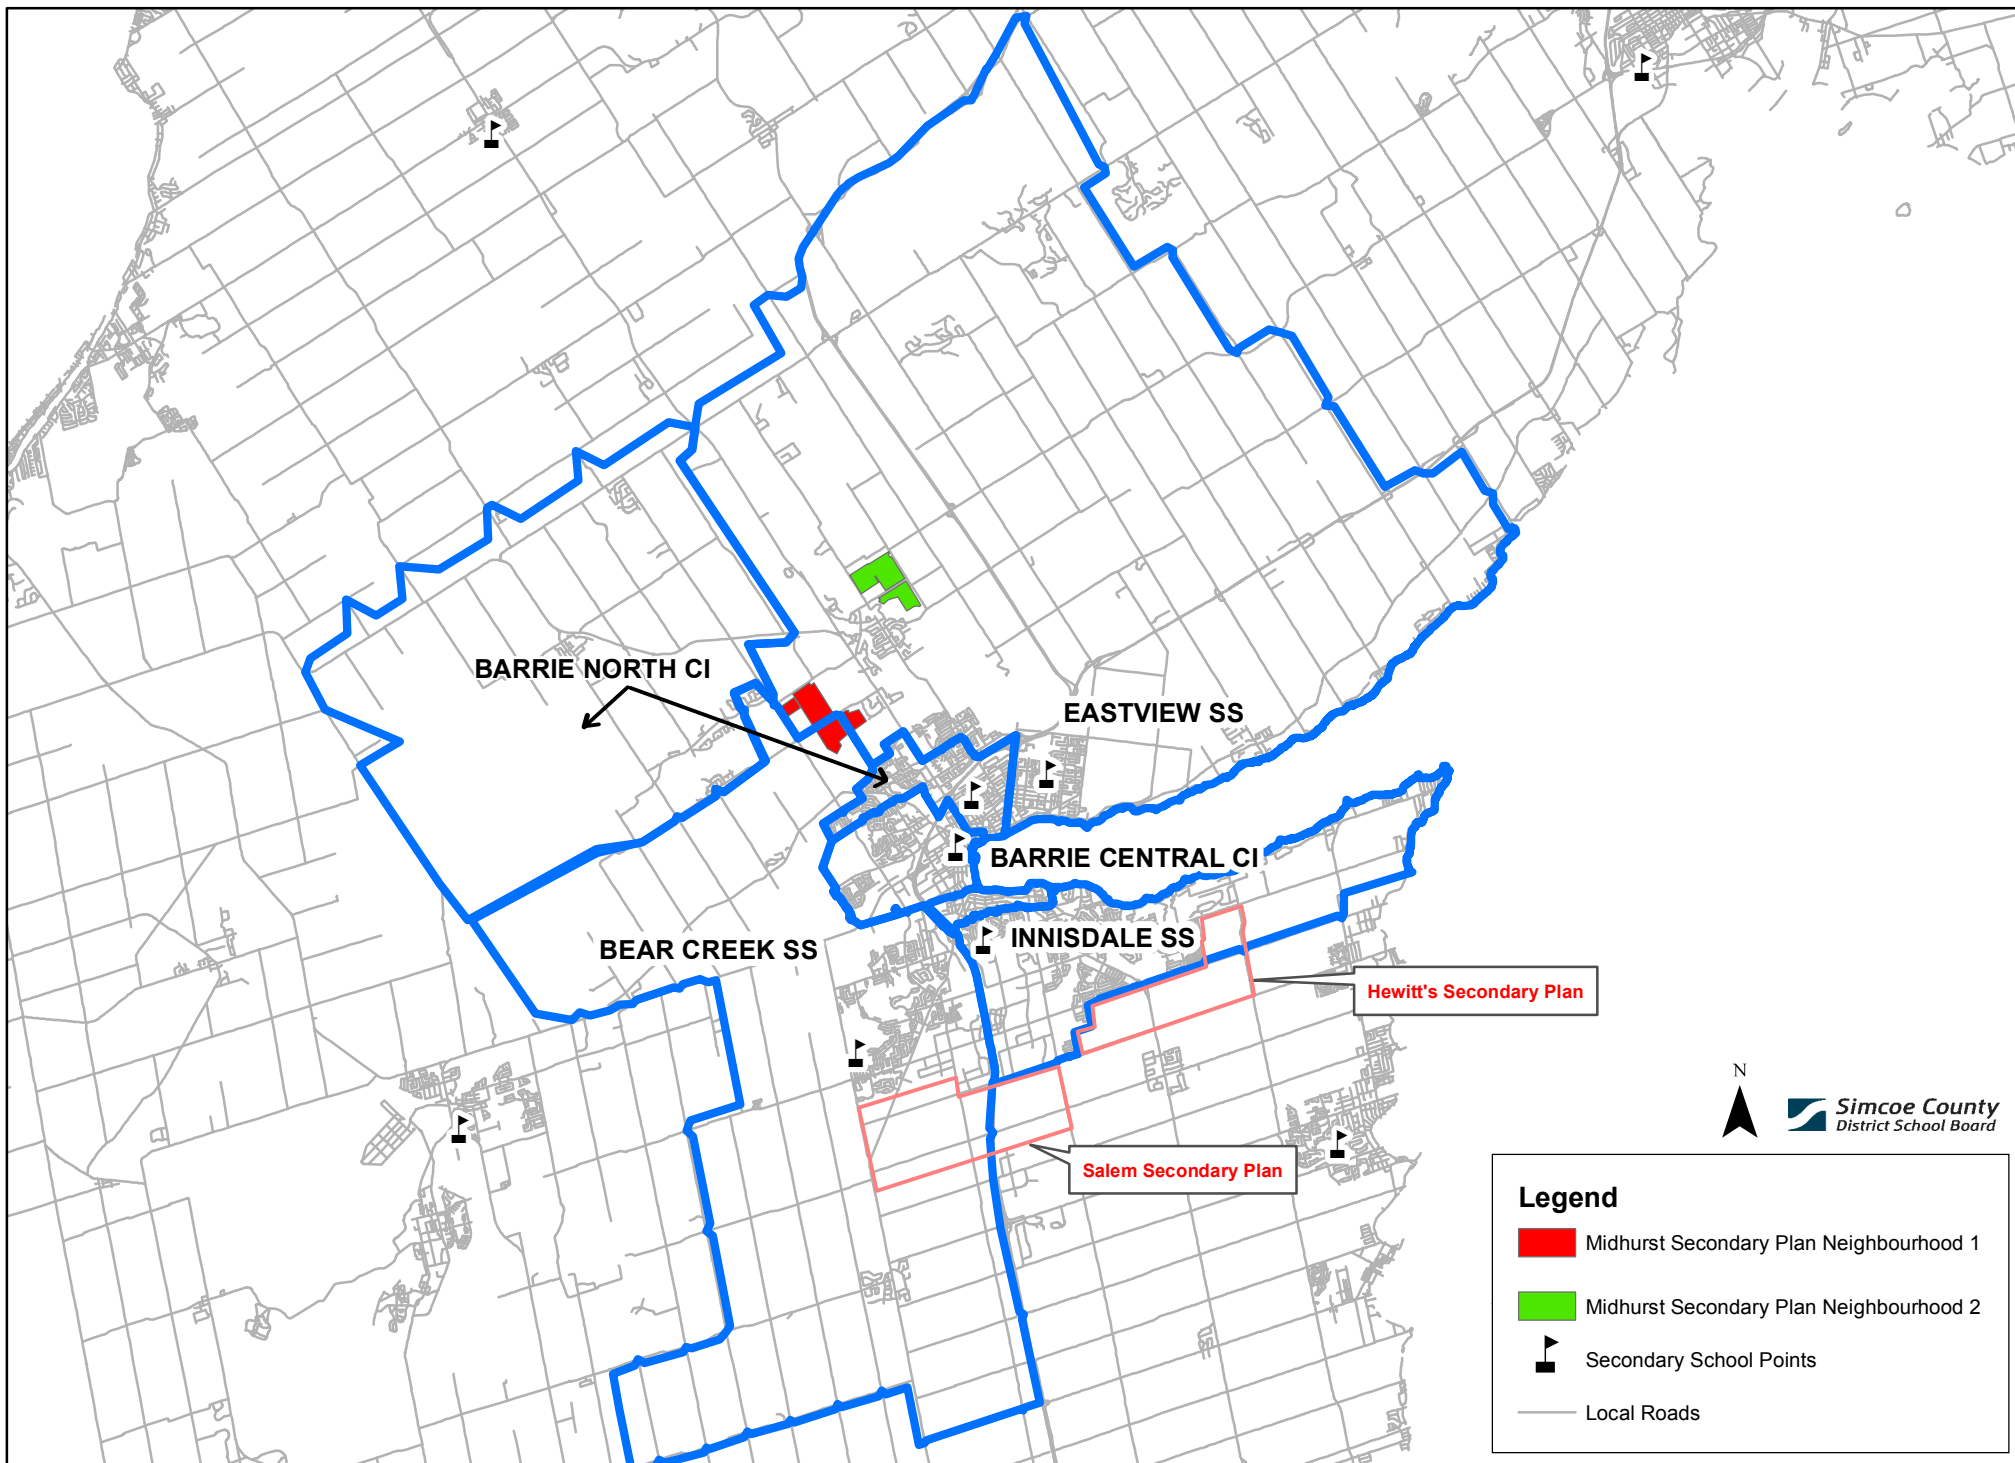 BARRIE NORTH CI
EASTVIEW SS
BARRIE CENTRAL CI
INNISDALE SS
BEAR CREEK SS
Hewitt's Secondary Plan
Salem Secondary Plan
N
Simcoe County
District School Board
Legend
Midhurst Secondary Plan Neighbourhood 1
Midhurst Secondary Plan Neighbourhood 2
Secondary School Points
Local Roads